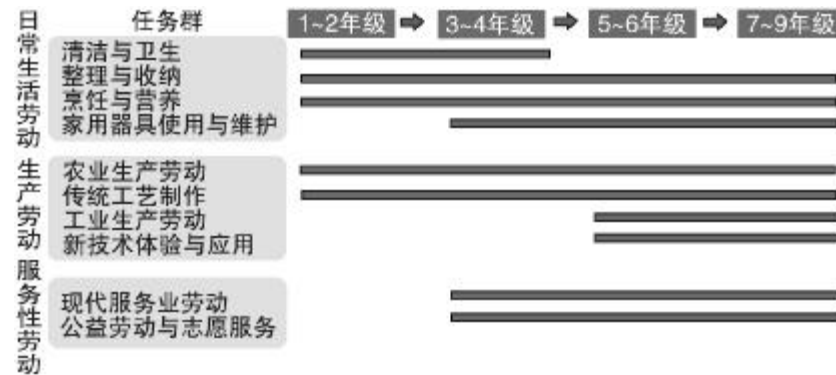 任务群
1~2年级
3~4年级
5~6年级
7~9年级
日常生活劳动
清洁与卫生
整理与收纳
烹饪与营养
家用器具使用与维护
生产劳动
农业生产劳动
传统工艺制作
工业生产劳动
新技术体验与应用
服务性劳动
现代服务业劳动
公益劳动与志愿服务